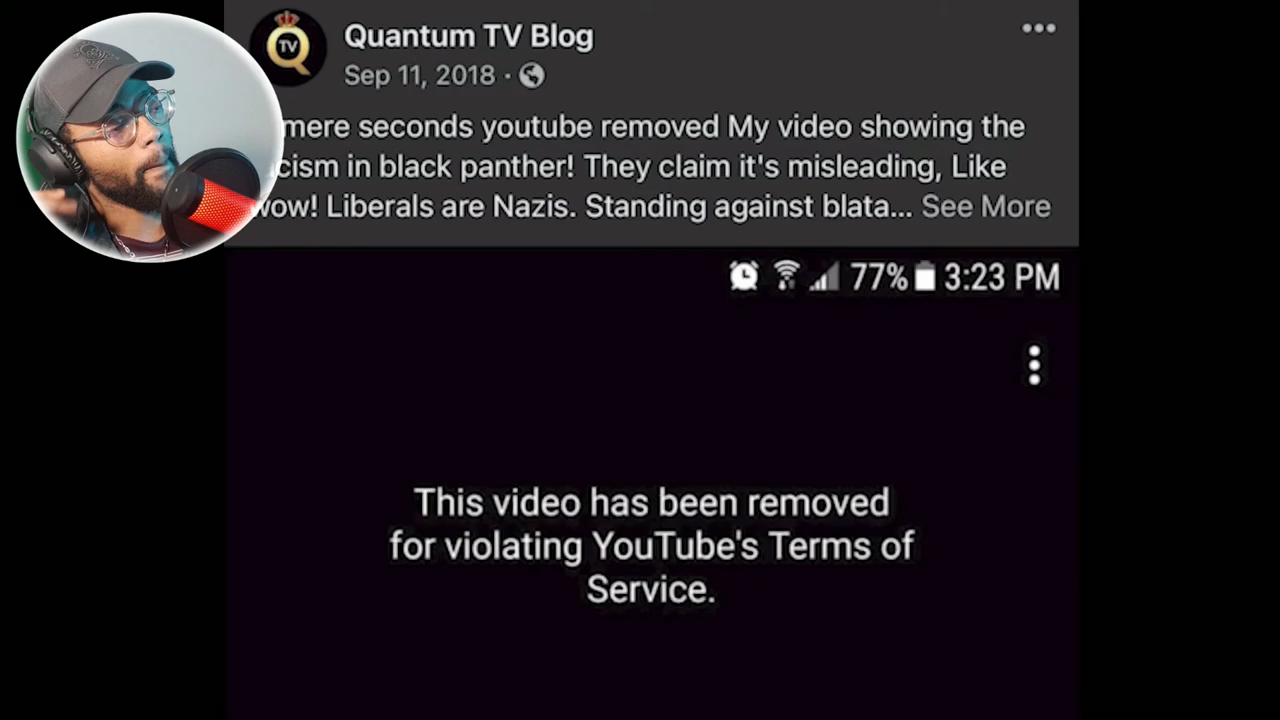 TV
Quantum TV Blog
Sep 11, 2018 ·
mere seconds youtube removed My video showing the
in black panther! They claim it's misleading, Like
wow! Liberals are Nazis. Standing against blata... See More
77% 3:23 PM
This video has been removed
for violating YouTube's Terms of
Service.